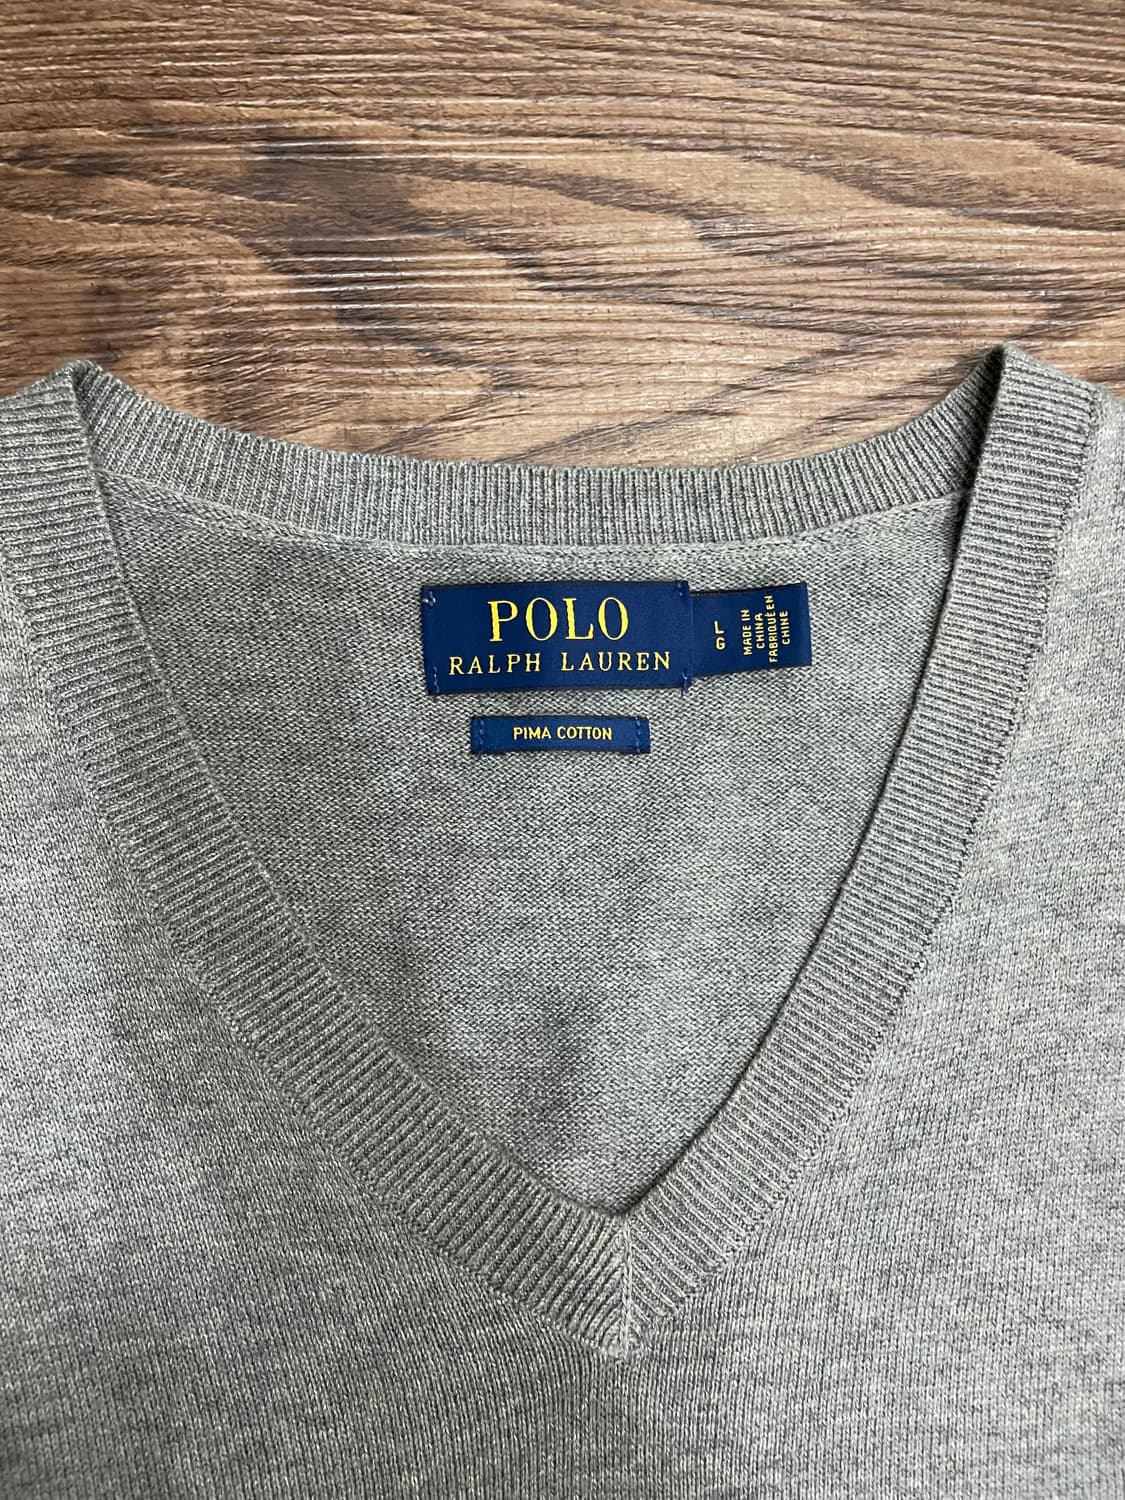 POLO
RALPH LAUREN
L
G
MADE IN
CHINA
FABRIQUÉ EN
CHINE
PIMA COTTON